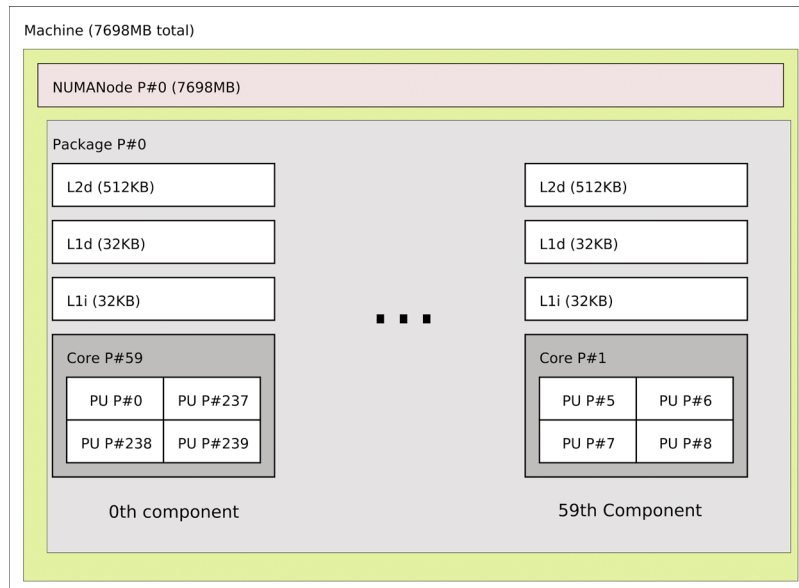 Machine (7698MB total)
NUMANode P#0 (7698MB)
Package P#0
L2d (512KB)
L1d (32KB)
L1i (32KB)
Core P#59
PU P#0 PU P#237
PU P#238 PU P#239
0th component
...
L2d (512KB)
L1d (32KB)
L1i (32KB)
Core P#1
PU P#5 PU P#6
PU P#7 PU P#8
59th Component